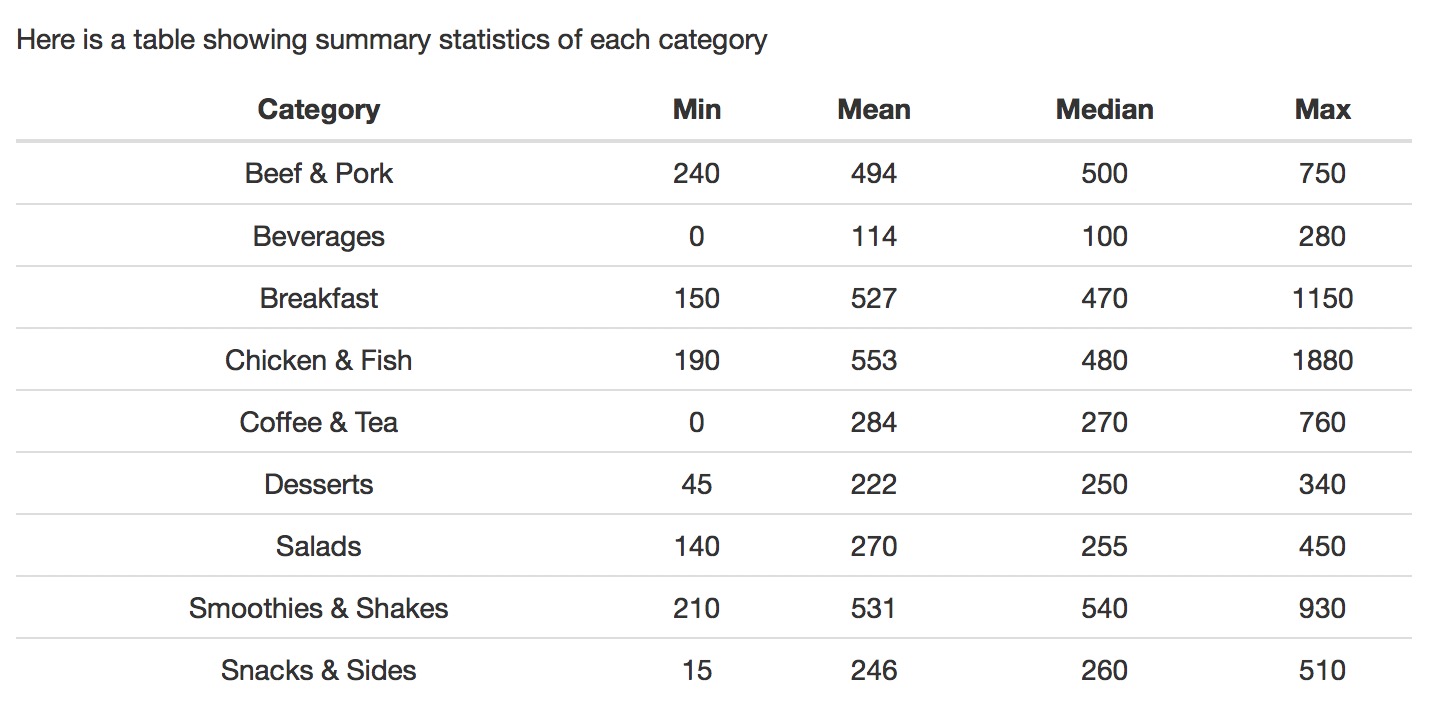 Here is a table showing summary statistics of each category
Category Min Mean Median Max
Beef & Pork 240 494 500 750
Beverages 0 114 100 280
Breakfast 150 527 470 1150
Chicken & Fish 190 553 480 1880
Coffee & Tea 0 284 270 760
Desserts 45 222 250 340
Salads 140 270 255 450
Smoothies & Shakes 210 531 540 930
Snacks & Sides 15 246 260 510